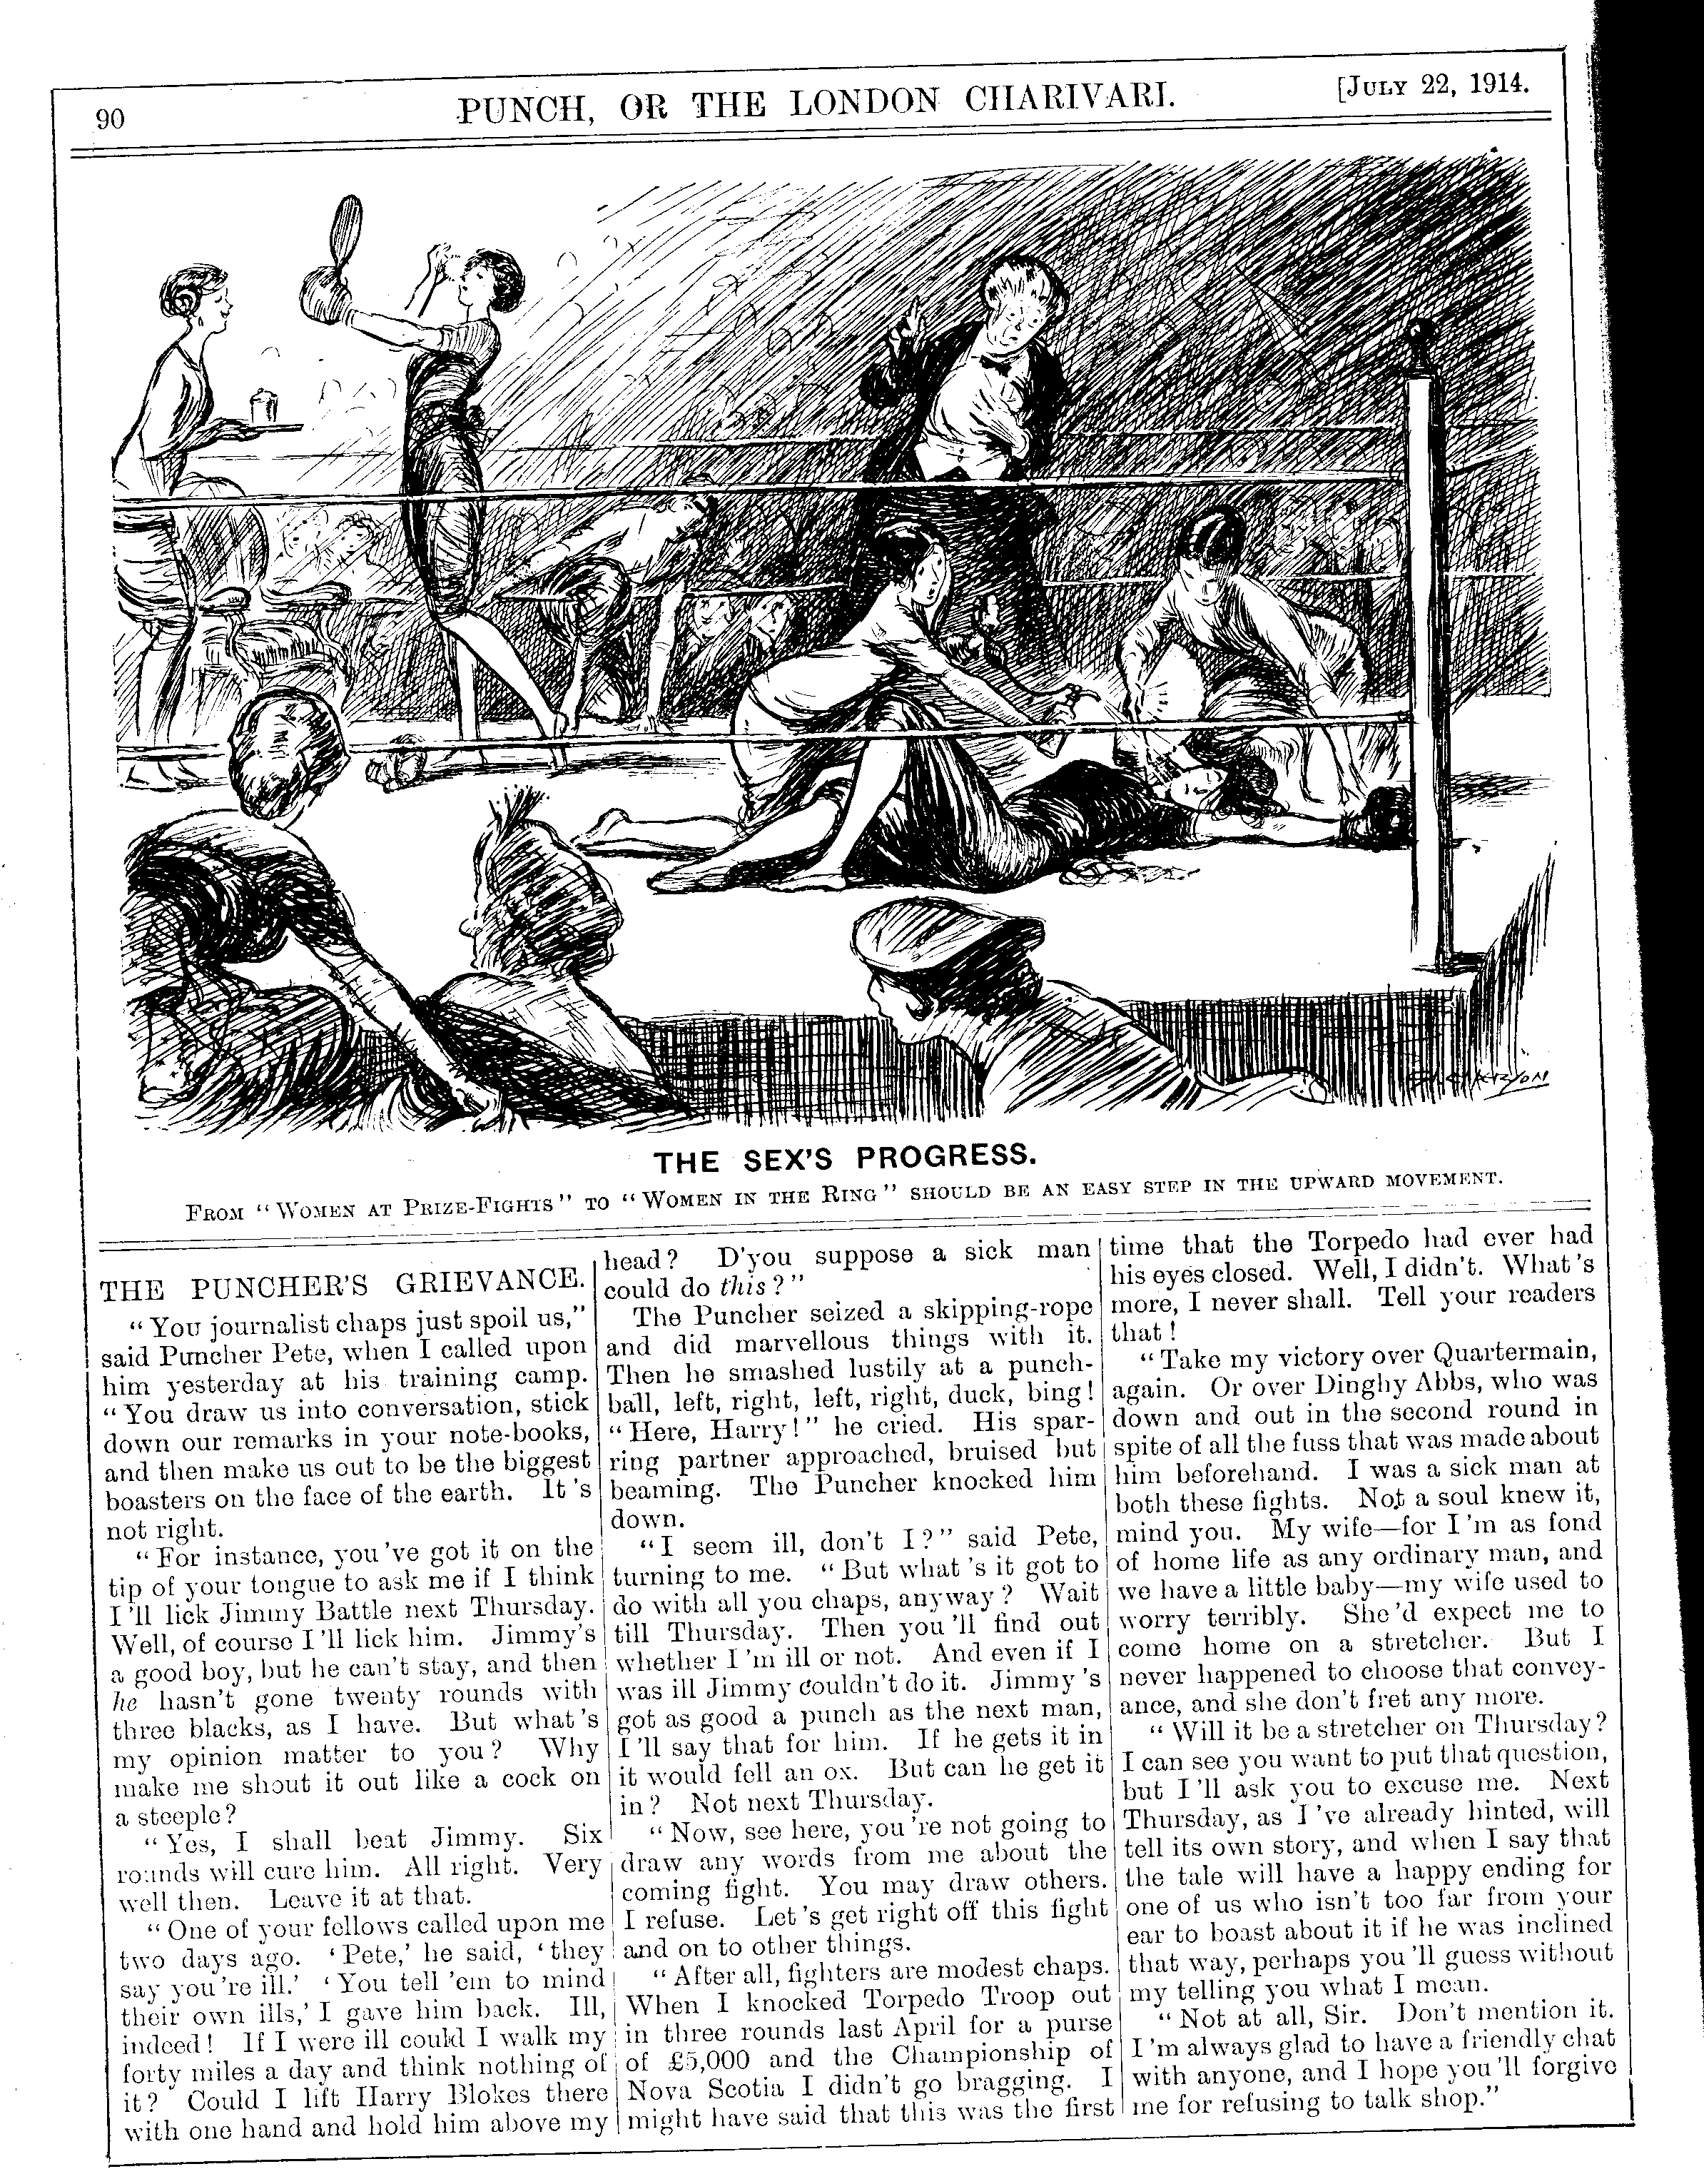 90
PUNCH, OR THE LONDON CHARIVARI.
[JULY 22, 1914.
THE SEX'S PROGRESS.
FROM "WOMEN AT PRIZE-FIGHTS" TO "WOMEN IN THE RING" SHOULD BE AN EASY STEP IN THE UPWARD MOVEMENT.
THE PUNCHER'S GRIEVANCE.
"You journalist chaps just spoil us,"
said Puncher Pete, when I called upon
him yesterday at his training camp.
"You draw us into conversation, stick
down our remarks in your note-books,
and then make us out to be the biggest
boasters on the face of the earth. It's
not right.
"For instance, you've got it on the
tip of your tongue to ask me if I think
I'll lick Jimmy Battle next Thursday.
Well, of course I'll lick him. Jimmy's
a good boy, but he can't stay, and then
he hasn't gone twenty rounds with
three blacks, as I have. But what's
my opinion matter to you? Why
make me shout it out like a cock on
a steeple?
"Yes, I shall beat Jimmy. Six
rounds will cure him. All right. Very
well then. Leave it at that.
"One of your fellows called upon me
two days ago. 'Pete,' he said, 'they
say you're ill.' 'You tell 'em to mind
their own ills,' I gave him back. Ill,
indeed! If I were ill could I walk my
forty miles a day and think nothing of
it? Could I lift Harry Blokes there
with one hand and hold him above my
head? D'you suppose a sick man
could do this?"
The Puncher seized a skipping-rope
and did marvellous things with it.
Then he smashed lustily at a punch-
ball, left, right, left, right, duck, bing!
"Here, Harry!" he cried. His spar-
ring partner approached, bruised but
beaming. The Puncher knocked him
down.
"I seem ill, don't I?" said Pete,
turning to me. "But what's it got to
do with all you chaps, anyway? Wait
till Thursday. Then you'll find out
whether I'm ill or not. And even if I
was ill Jimmy couldn't do it. Jimmy's
got as good a punch as the next man,
I'll say that for him. If he gets it in
it would fell an ox. But can he get it
in? Not next Thursday.
"Now, see here, you're not going to
draw any words from me about the
coming fight. You may draw others.
I refuse. Let's get right off this fight
and on to other things.
"After all, fighters are modest chaps.
When I knocked Torpedo Troop out
in three rounds last April for a purse
of £5,000 and the Championship of
Nova Scotia I didn't go bragging. I
might have said that this was the first
time that the Torpedo had ever had
his eyes closed. Well, I didn't. What's
more, I never shall. Tell your readers
that!
"Take my victory over Quartermain,
again. Or over Dinghy Abbs, who was
down and out in the second round in
spite of all the fuss that was made about
him beforehand. I was a sick man at
both these fights. Not a soul knew it,
mind you. My wife—for I'm as fond
of home life as any ordinary man, and
we have a little baby—my wife used to
worry terribly. She'd expect me to
come home on a stretcher. But I
never happened to choose that convey-
ance, and she don't fret any more.
"Will it be a stretcher on Thursday?
I can see you want to put that question,
but I'll ask you to excuse me. Next
Thursday, as I've already hinted, will
tell its own story, and when I say that
the tale will have a happy ending for
one of us who isn't too far from your
ear to boast about it if he was inclined
that way, perhaps you'll guess without
my telling you what I mean.
"Not at all, Sir. Don't mention it.
I'm always glad to have a friendly chat
with anyone, and I hope you'll forgive
me for refusing to talk shop."